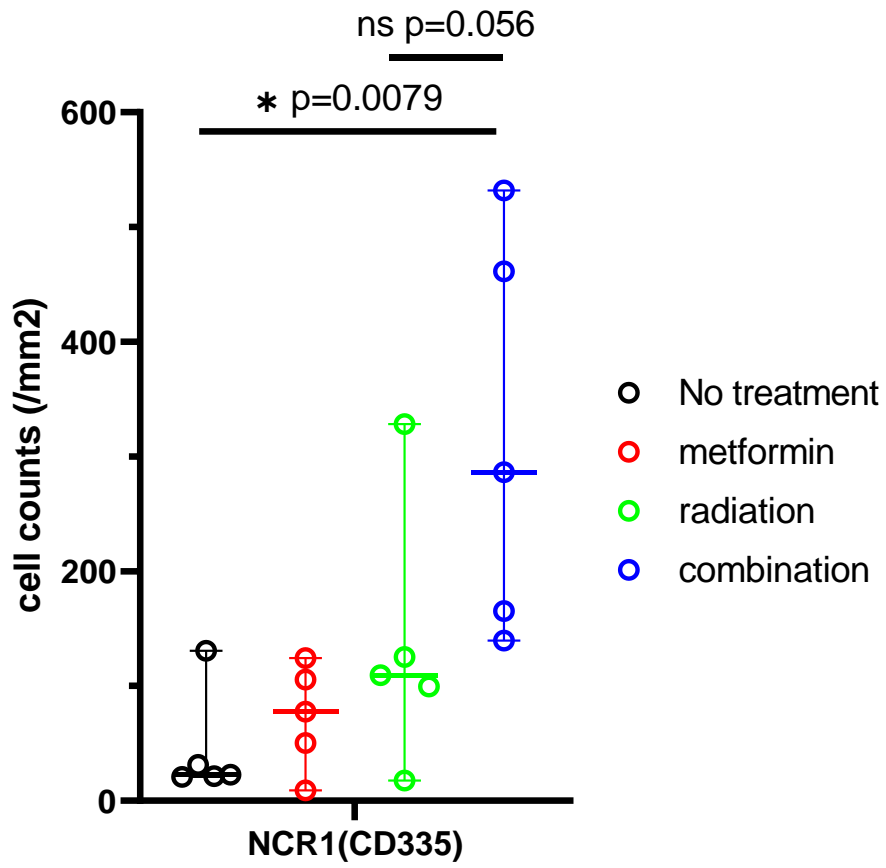 ns p=0.056
* p=0.0079
600
400
200
0
cell counts (/mm2)
NCR1(CD335)
No treatment
metformin
radiation
combination